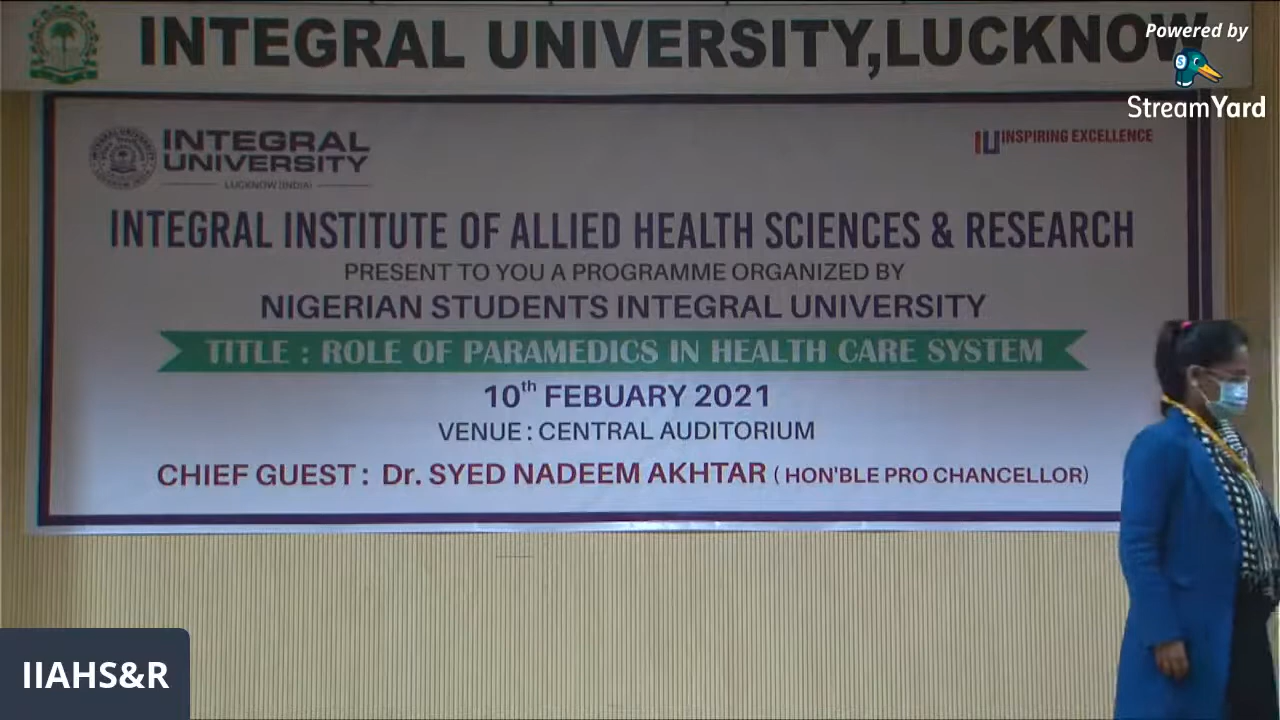 INTEGRAL UNIVERSITY,LUCKNOW
Powered by
StreamYard
INTEGRAL
UNIVERSITY
LUCKNOW (INDIA)
IU INSPIRING EXCELLENCE
INTEGRAL INSTITUTE OF ALLIED HEALTH SCIENCES & RESEARCH
PRESENT TO YOU A PROGRAMME ORGANIZED BY
NIGERIAN STUDENTS INTEGRAL UNIVERSITY
TITLE : ROLE OF PARAMEDICS IN HEALTH CARE SYSTEM
10th FEBUARY 2021
VENUE : CENTRAL AUDITORIUM
CHIEF GUEST : Dr. SYED NADEEM AKHTAR ( HON'BLE PRO CHANCELLOR)
IIAHS&R